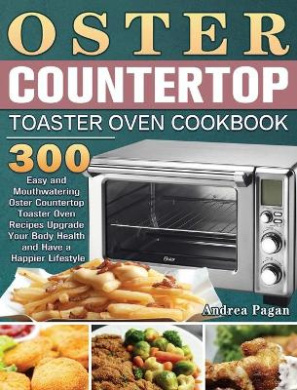 OSTER
COUNTERTOP
TOASTER OVEN COOKBOOK
300
Easy and
Mouthwatering
Oster Countertop
Toaster Oven
Recipes Upgrade
Your Body Health
and Have a
Happier Lifestyle
Oster
Andrea Pagan